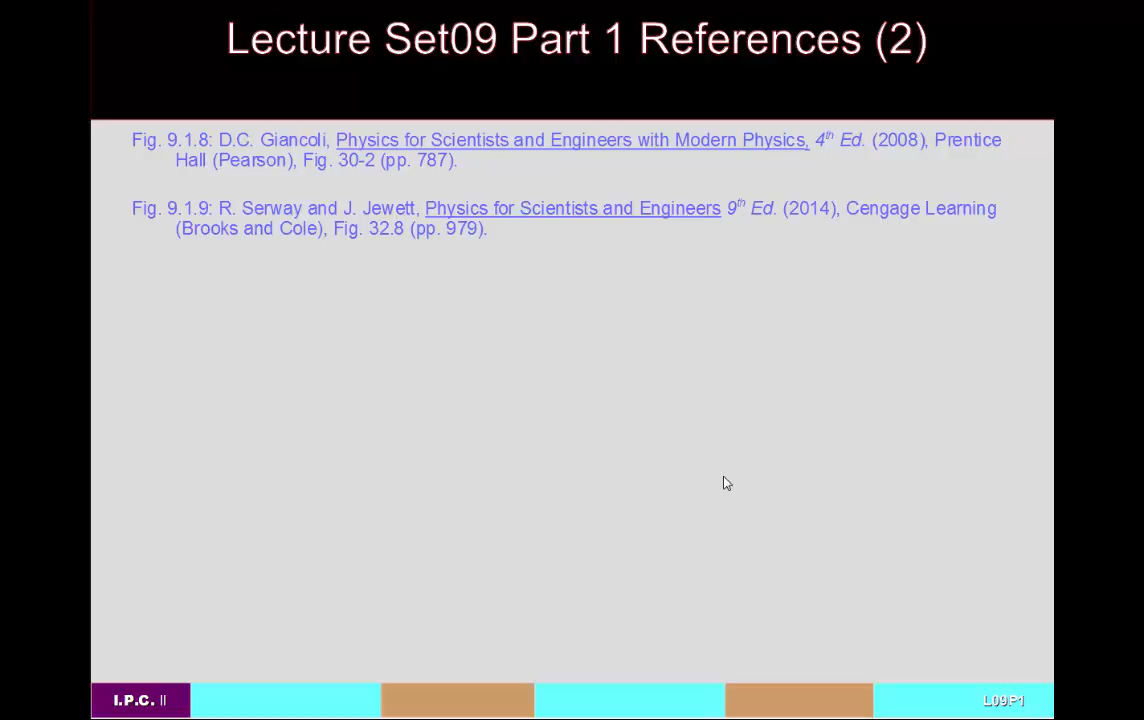 Lecture Set09 Part 1 References (2)
Fig. 9.1.8: D.C. Giancoli, Physics for Scientists and Engineers with Modern Physics, 4th Ed. (2008), Prentice
Hall (Pearson), Fig. 30-2 (pp. 787).
Fig. 9.1.9: R. Serway and J. Jewett, Physics for Scientists and Engineers 9th Ed. (2014), Cengage Learning
(Brooks and Cole), Fig. 32.8 (pp. 979).
I.P.C. II
L09P1